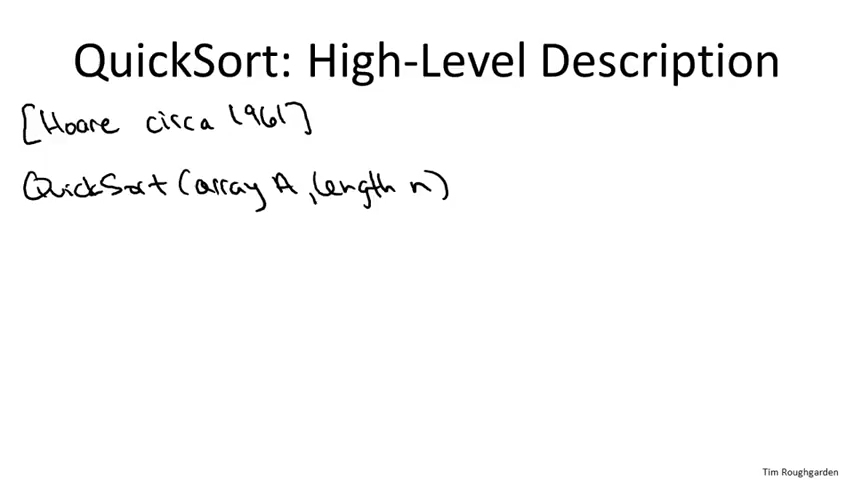 QuickSort: High-Level Description
[Hoare circa 1961]
QuickSort (array A, length n)
Tim Roughgarden